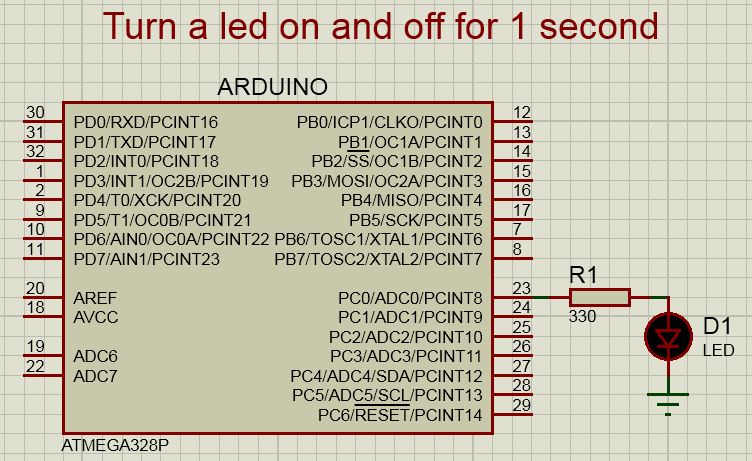 Turn a led on and off for 1 second
ARDUINO
30 PD0/RXD/PCINT16 PB0/ICP1/CLKO/PCINT0 12
31 PD1/TXD/PCINT17 PB1/OC1A/PCINT1 13
32 PD2/INT0/PCINT18 PB2/SS/OC1B/PCINT2 14
1 PD3/INT1/OC2B/PCINT19 PB3/MOSI/OC2A/PCINT3 15
2 PD4/T0/XCK/PCINT20 PB4/MISO/PCINT4 16
9 PD5/T1/OC0B/PCINT21 PB5/SCK/PCINT5 17
10 PD6/AIN0/OC0A/PCINT22 PB6/TOSC1/XTAL1/PCINT6 7
11 PD7/AIN1/PCINT23 PB7/TOSC2/XTAL2/PCINT7 8
20 AREF PC0/ADC0/PCINT8 23
18 AVCC PC1/ADC1/PCINT9 24
PC2/ADC2/PCINT10 25
19 ADC6 PC3/ADC3/PCINT11 26
22 ADC7 PC4/ADC4/SDA/PCINT12 27
PC5/ADC5/SCL/PCINT13 28
PC6/RESET/PCINT14 29
ATMEGA328P
R1
330
D1
LED